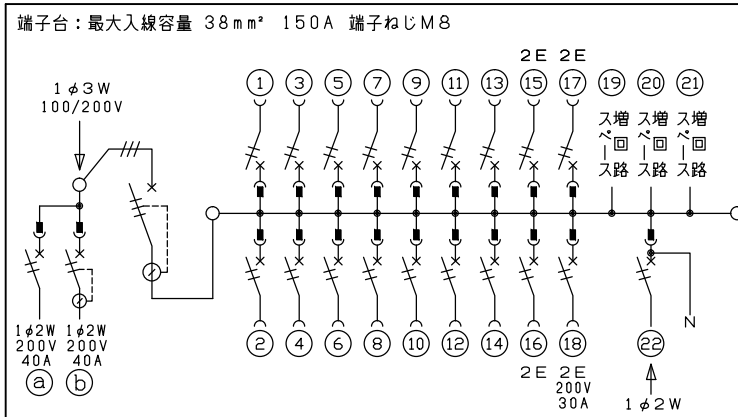 端子台：最大入線容量 38mm² 150A 端子ねじM8
2E 2E
① ③ ⑤ ⑦ ⑨ ⑪ ⑬ ⑮ ⑰ ⑲ ⑳ ㉑
1φ3W
100/200V
増回路
スペース
増回路
スペース
増回路
スペース
N
1φ2W
200V
40A
ⓐ
1φ2W
200V
40A
ⓑ
② ④ ⑥ ⑧ ⑩ ⑫ ⑭ ⑯ ⑱ ㉒
2E 2E
200V
30A
1φ2W